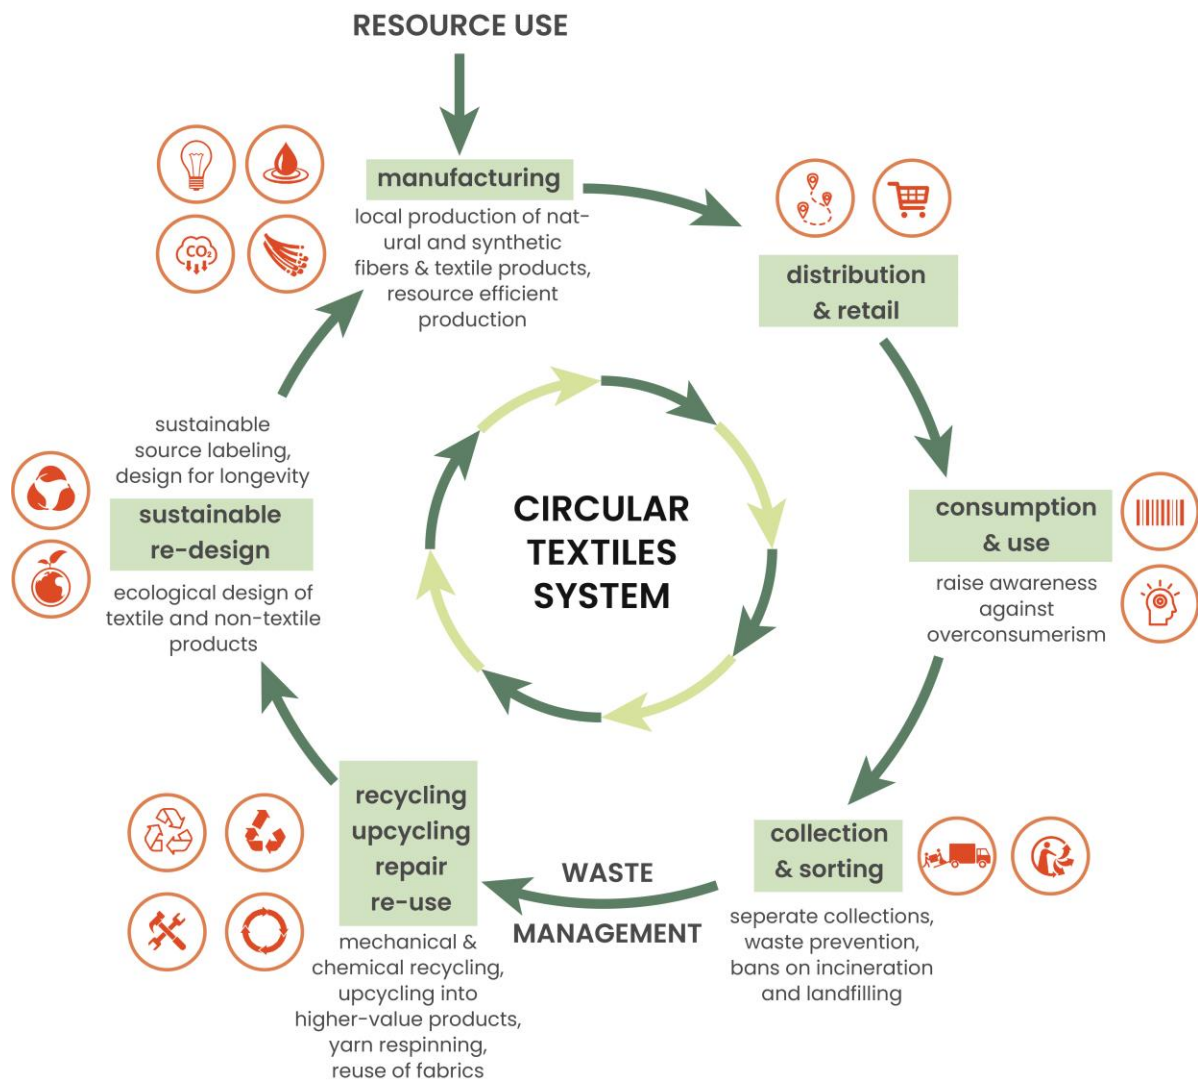 RESOURCE USE
CO₂
manufacturing
local production of nat-
ural and synthetic
fibers & textile products,
resource efficient
production
distribution
& retail
consumption
& use
raise awareness
against
overconsumerism
collection
& sorting
seperate collections,
waste prevention,
bans on incineration
and landfilling
WASTE
MANAGEMENT
recycling
upcycling
repair
re-use
mechanical &
chemical recycling,
upcycling into
higher-value products,
yarn respinning,
reuse of fabrics
sustainable
source labeling,
design for longevity
sustainable
re-design
ecological design of
textile and non-textile
products
CIRCULAR
TEXTILES
SYSTEM